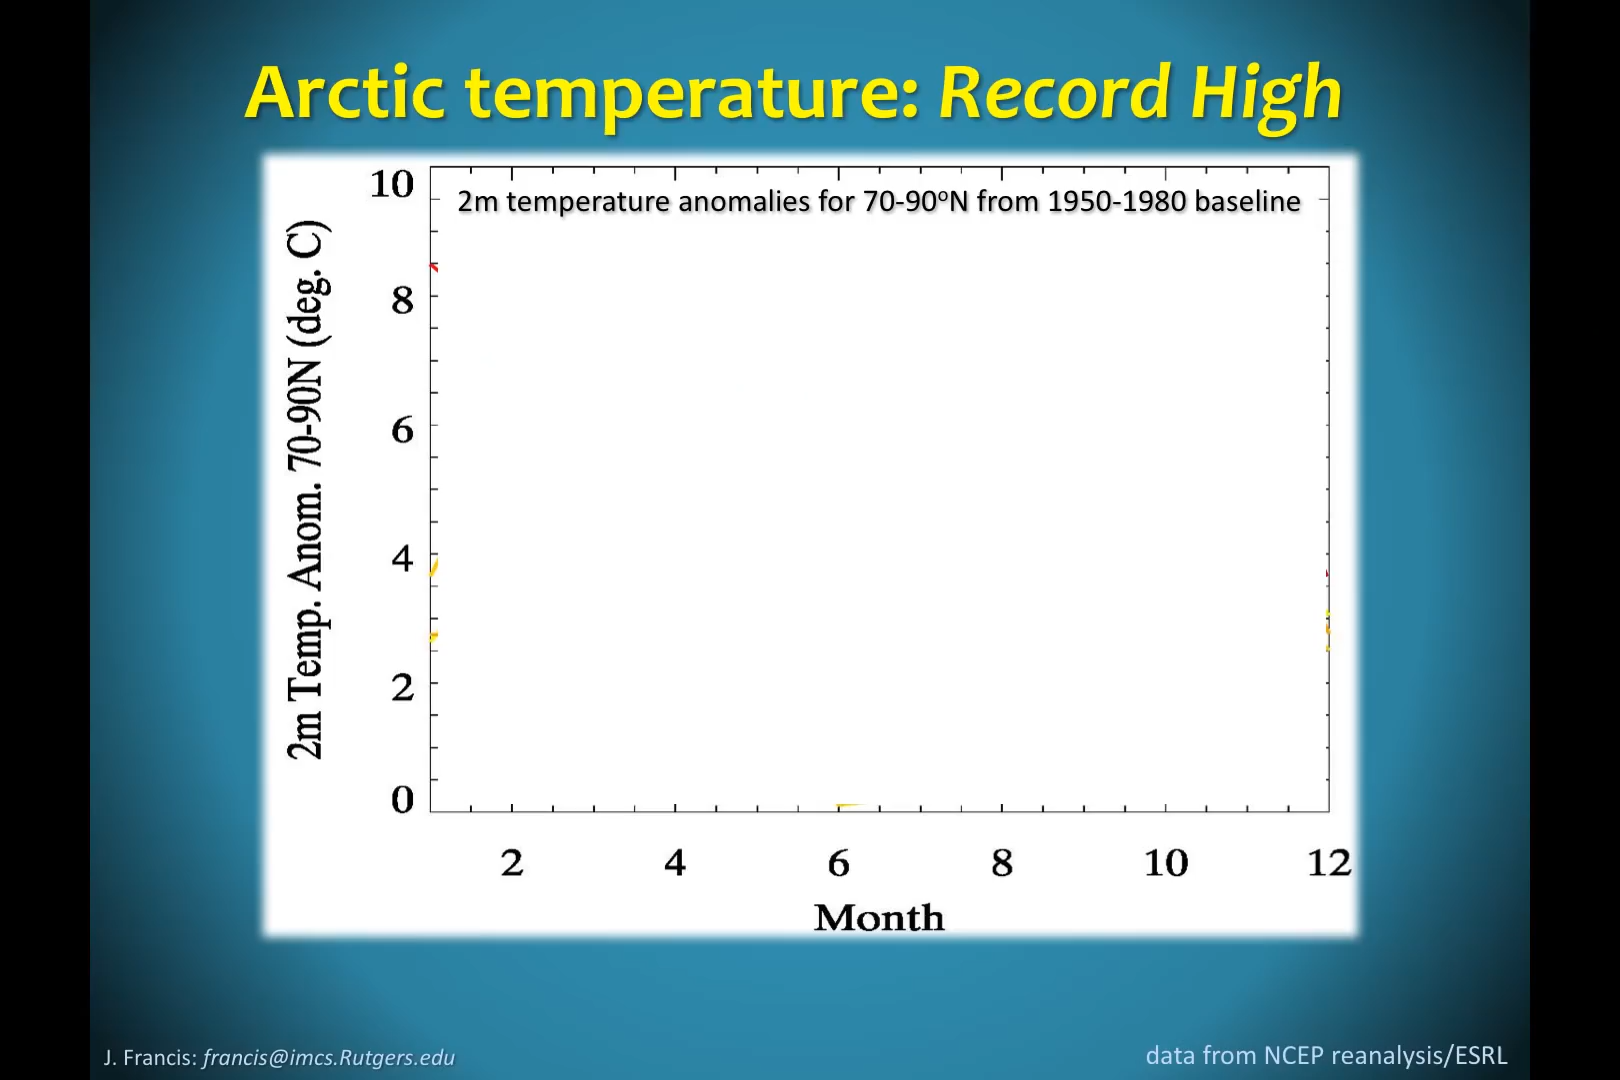 Arctic temperature: Record High
2m temperature anomalies for 70-90ºN from 1950-1980 baseline
2m Temp. Anom. 70-90N (deg. C)
10
8
6
4
2
0
2 4 6 8 10 12
Month
J. Francis: francis@imcs.Rutgers.edu
data from NCEP reanalysis/ESRL